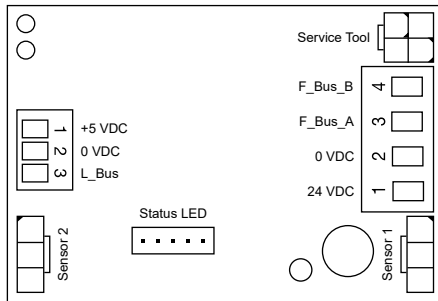 Service Tool
F_Bus_B 4
F_Bus_A 3
0 VDC 2
24 VDC 1
1 +5 VDC
2 0 VDC
3 L_Bus
Status LED
Sensor 2
Sensor 1